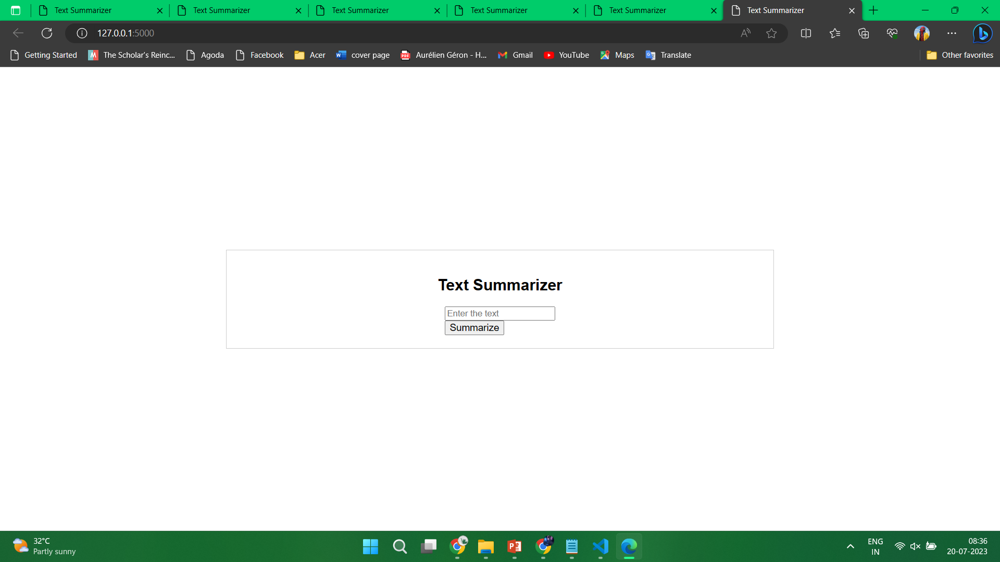 Text Summarizer
Text Summarizer
Text Summarizer
Text Summarizer
Text Summarizer
Text Summarizer
127.0.0.1:5000
Getting Started
The Scholar's Reinc...
Agoda
Facebook
Acer
cover page
Aurélien Géron - H...
Gmail
YouTube
Maps
Translate
Other favorites
Text Summarizer
Enter the text
Summarize
32°C
Partly sunny
ENG
IN
08:36
20-07-2023